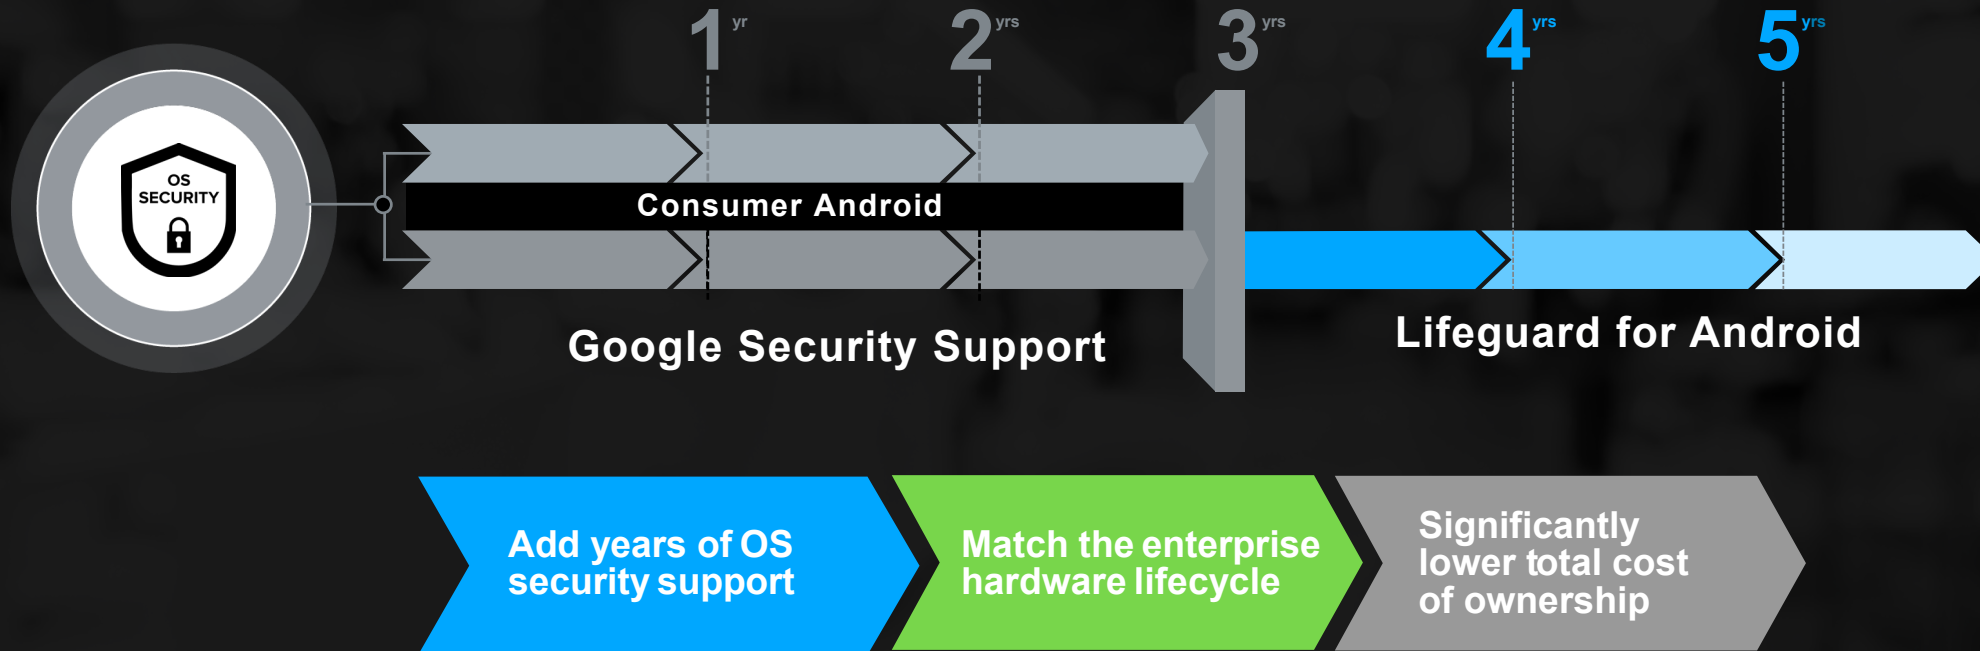 1 yr
2 yrs
3 yrs
4 yrs
5 yrs
OS
SECURITY
Consumer Android
Google Security Support
Lifeguard for Android
Add years of OS
security support
Match the enterprise
hardware lifecycle
Significantly
lower total cost
of ownership